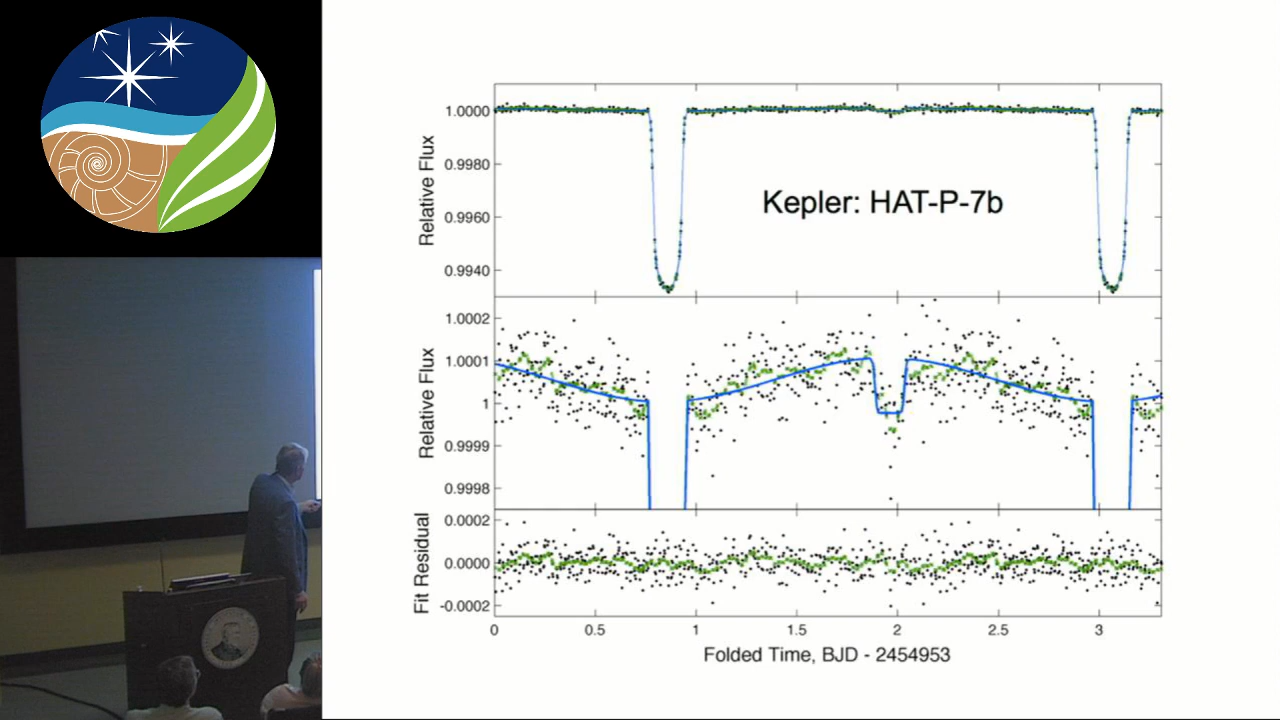 Kepler: HAT-P-7b
Relative Flux
1.0000
0.9980
0.9960
0.9940
Relative Flux
1.0002
1.0001
1
0.9999
0.9998
Fit Residual
0.0002
0.0000
-0.0002
0 0.5 1 1.5 2 2.5 3
Folded Time, BJD - 2454953